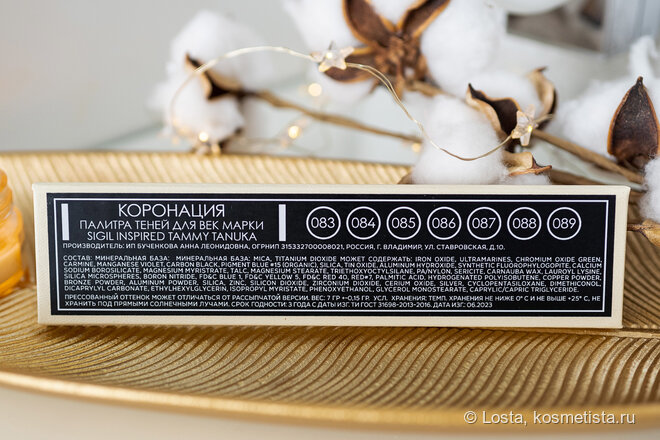 КОРОНАЦИЯ
ПАЛИТРА ТЕНЕЙ ДЛЯ ВЕК МАРКИ
SIGIL INSPIRED TAMMY TANUKA
083 084 085 086 087 088 089
ПРОИЗВОДИТЕЛЬ: ИП БУЧЕНКОВА АННА ЛЕОНИДОВНА, ОГРНИП 315332700008021, РОССИЯ, Г. ВЛАДИМИР, УЛ. СТАВРОВСКАЯ, Д.10.
СОСТАВ: МИНЕРАЛЬНАЯ БАЗА: МИНЕРАЛЬНАЯ БАЗА: MICA, TITANIUM DIOXIDE МОЖЕТ СОДЕРЖАТЬ: IRON OXIDE, ULTRAMARINES, CHROMIUM OXIDE GREEN,
CARMINE, MANGANESE VIOLET, CARBON BLACK, PIGMENT BLUE #15 (ORGANIC), SILICA, TIN OXIDE, ALUMINUM HYDROXIDE, SYNTHETIC FLUORPHLOGOPITE, CALCIUM
SODIUM BOROSILICATE, MAGNESIUM MYRISTATE, TALC, MAGNESIUM STEARATE, TRIETHOXYCAPRYLYLSILANE, PARYLENE, SERICITE, CARNAUBA WAX, LAUROYL LYSINE,
SILICA MICROSPHERES, BORON NITRIDE, FD&C BLUE 1, FD&C YELLOW 5, FD&C RED 40, RED#7, PALMITIC ACID, HYDROGENATED POLYISOBUTENE, COPPER POWDER,
BRONZE POWDER, ALUMINUM POWDER, SILICA, ZINC, SILICON DIOXIDE, ZIRCONIUM DIOXIDE, CERIUM OXIDE, SILVER, CYCLOPENTASILOXANE, DIMETHICONOL,
DICAPRYLYL CARBONATE, ETHYLHEXYLGLYCERIN, ISOPROPYL MYRISTATE, PHENOXYETHANOL, GLYCEROL MONOSTEARATE, CAPRYLIC/CAPRIC TRIGLYCERIDE.
ПРЕССОВАННЫЙ ОТТЕНОК МОЖЕТ ОТЛИЧАТЬСЯ ОТ РАССЫПЧАТОЙ ВЕРСИИ. ВЕС: 7 ГР +-0,15 ГР. УСЛ. ХРАНЕНИЯ: ТЕМП. ХРАНЕНИЯ НЕ НИЖЕ 0° С И НЕ ВЫШЕ +25° С, НЕ
ХРАНИТЬ ПОД ПРЯМЫМИ СОЛНЕЧНЫМИ ЛУЧАМИ. СРОК ГОДНОСТИ: 3 ГОДА С ДАТЫ ИЗГ. ТИ ГОСТ 31698-2013-2016. ДАТА ИЗГ: 06.2023
© Losta, kosmetista.ru